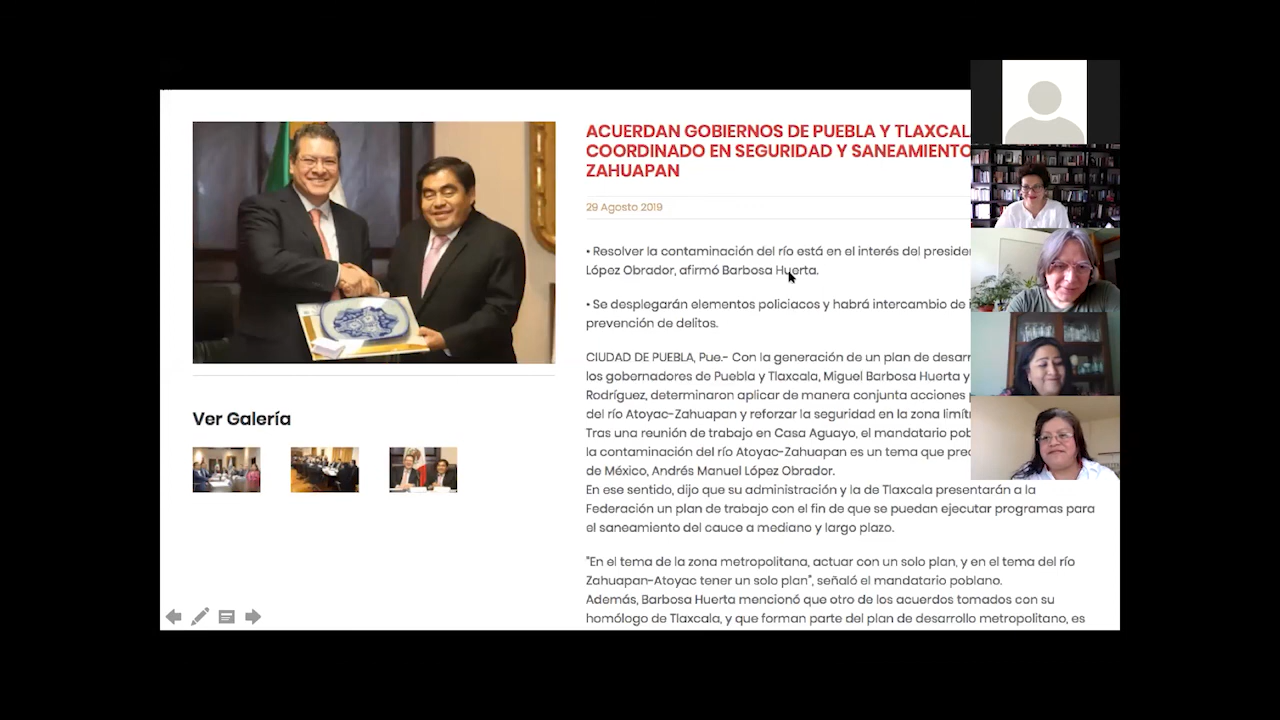 ACUERDAN GOBIERNOS DE PUEBLA Y TLAXCAL
COORDINADO EN SEGURIDAD Y SANEAMIENTO
ZAHUAPAN
29 Agosto 2019
• Resolver la contaminación del río está en el interés del preside
López Obrador, afirmó Barbosa Huerta.
• Se desplegarán elementos policiacos y habrá intercambio de
prevención de delitos.
CIUDAD DE PUEBLA, Pue.- Con la generación de un plan de desarr
los gobernadores de Puebla y Tlaxcala, Miguel Barbosa Huerta y
Rodríguez, determinaron aplicar de manera conjunta acciones
del río Atoyac-Zahuapan y reforzar la seguridad en la zona limít
Tras una reunión de trabajo en Casa Aguayo, el mandatario pob
la contaminación del río Atoyac-Zahuapan es un tema que pre
de México, Andrés Manuel López Obrador.
En ese sentido, dijo que su administración y la de Tlaxcala presentarán a la
Federación un plan de trabajo con el fin de que se puedan ejecutar programas para
el saneamiento del cauce a mediano y largo plazo.
"En el tema de la zona metropolitana, actuar con un solo plan, y en el tema del río
Zahuapan-Atoyac tener un solo plan", señaló el mandatario poblano.
Además, Barbosa Huerta mencionó que otro de los acuerdos tomados con su
homólogo de Tlaxcala, y que forman parte del plan de desarrollo metropolitano, es
Ver Galería